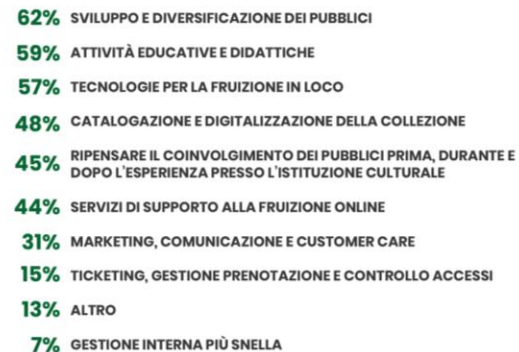 62% SVILUPPO E DIVERSIFICAZIONE DEI PUBBLICI
59% ATTIVITÀ EDUCATIVE E DIDATTICHE
57% TECNOLOGIE PER LA FRUIZIONE IN LOCO
48% CATALOGAZIONE E DIGITALIZZAZIONE DELLA COLLEZIONE
45% RIPENSARE IL COINVOLGIMENTO DEI PUBBLICI PRIMA, DURANTE E
DOPO L'ESPERIENZA PRESSO L'ISTITUZIONE CULTURALE
44% SERVIZI DI SUPPORTO ALLA FRUIZIONE ONLINE
31% MARKETING, COMUNICAZIONE E CUSTOMER CARE
15% TICKETING, GESTIONE PRENOTAZIONE E CONTROLLO ACCESSI
13% ALTRO
7% GESTIONE INTERNA PIÙ SNELLA